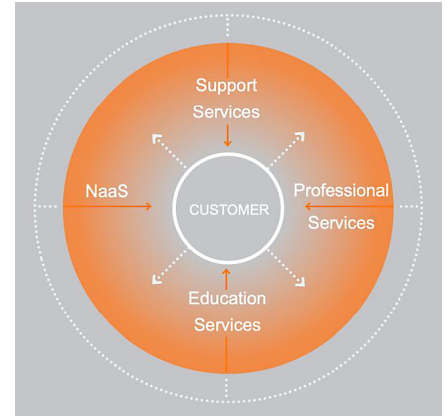 Support
Services
NaaS
CUSTOMER
Professional
Services
Education
Services